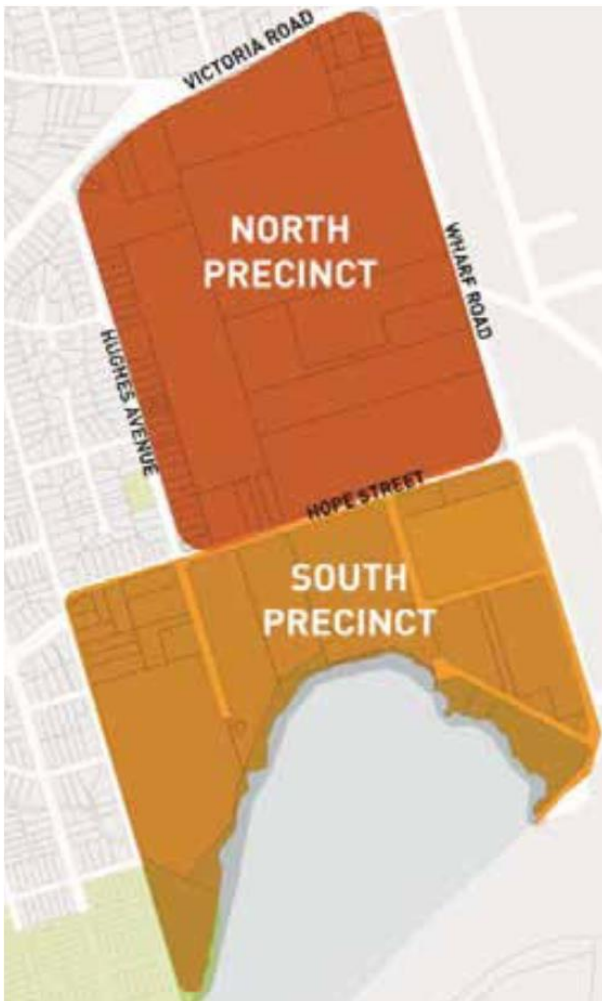 VICTORIA ROAD
NORTH
PRECINCT
WHARF ROAD
HUGHES AVENUE
HOPE STREET
SOUTH
PRECINCT